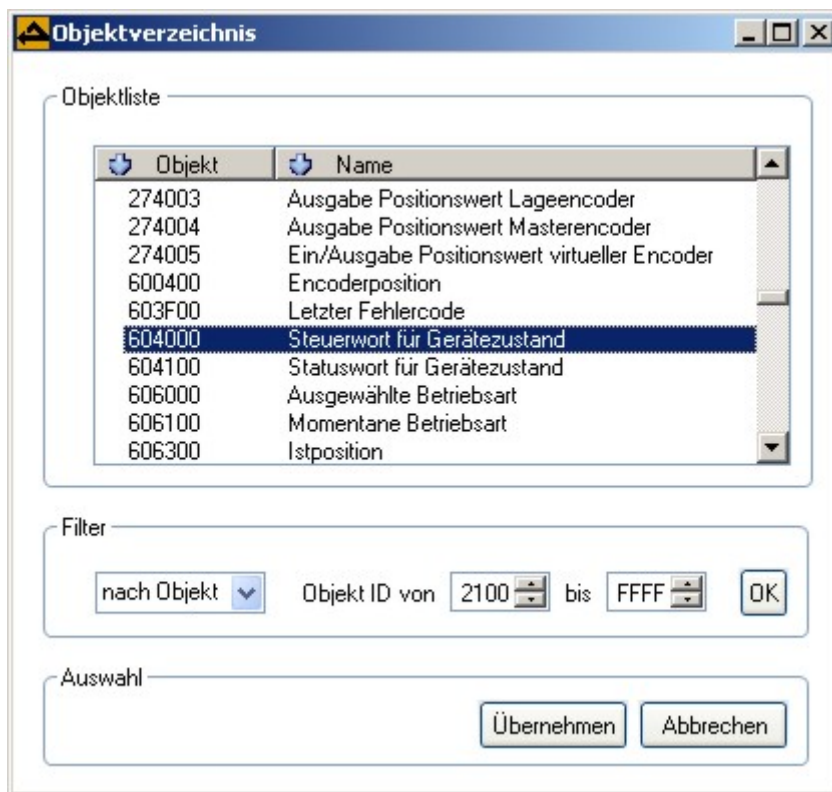 Objektverzeichnis
Objektliste
Objekt Name
274003 Ausgabe Positionswert Lageencoder
274004 Ausgabe Positionswert Masterencoder
274005 Ein/Ausgabe Positionswert virtueller Encoder
600400 Encoderposition
603F00 Letzter Fehlercode
604000 Steuerwort für Gerätezustand
604100 Statuswort für Gerätezustand
606000 Ausgewählte Betriebsart
606100 Momentane Betriebsart
606300 Istposition
Filter
nach Objekt Objekt ID von 2100 bis FFFF OK
Auswahl
Übernehmen Abbrechen